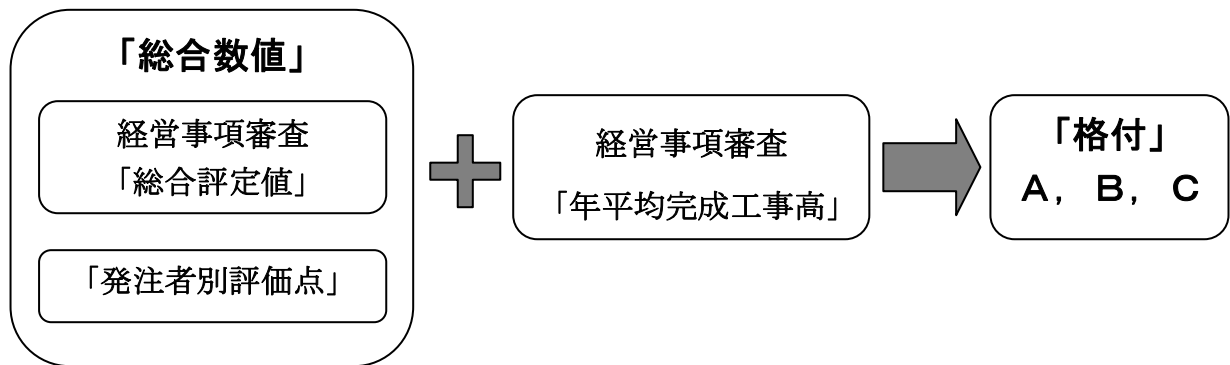 「総合数値」
経営事項審査
「総合評定値」
「発注者別評価点」
経営事項審査
「年平均完成工事高」
「格付」
A, B, C